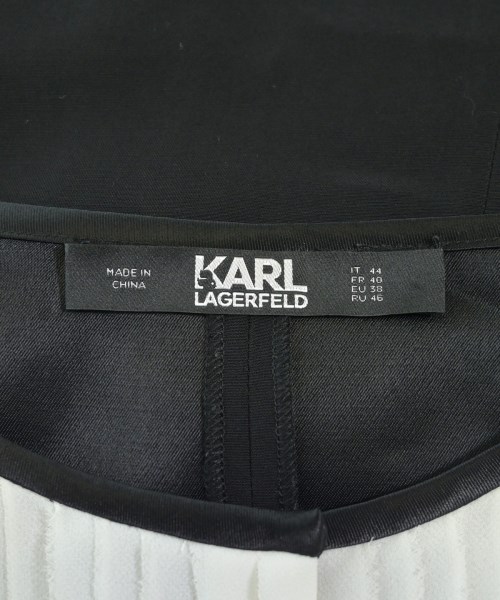 MADE IN
CHINA
KARL
LAGERFELD
IT 44
FR 40
EU 38
RU 46